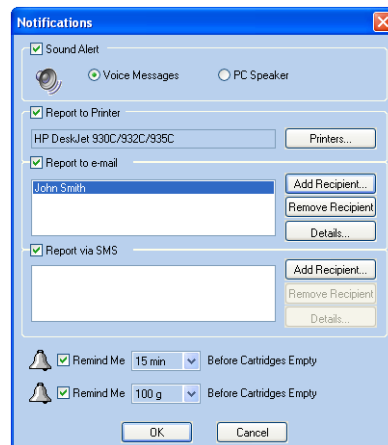 Notifications
Sound Alert
Voice Messages PC Speaker
Report to Printer
HP DeskJet 930C/932C/935C Printers...
Report to e-mail
John Smith Add Recipient...
Remove Recipient
Details...
Report via SMS
Add Recipient...
Remove Recipient
Details...
Remind Me 15 min Before Cartridges Empty
Remind Me 100 g Before Cartridges Empty
OK Cancel